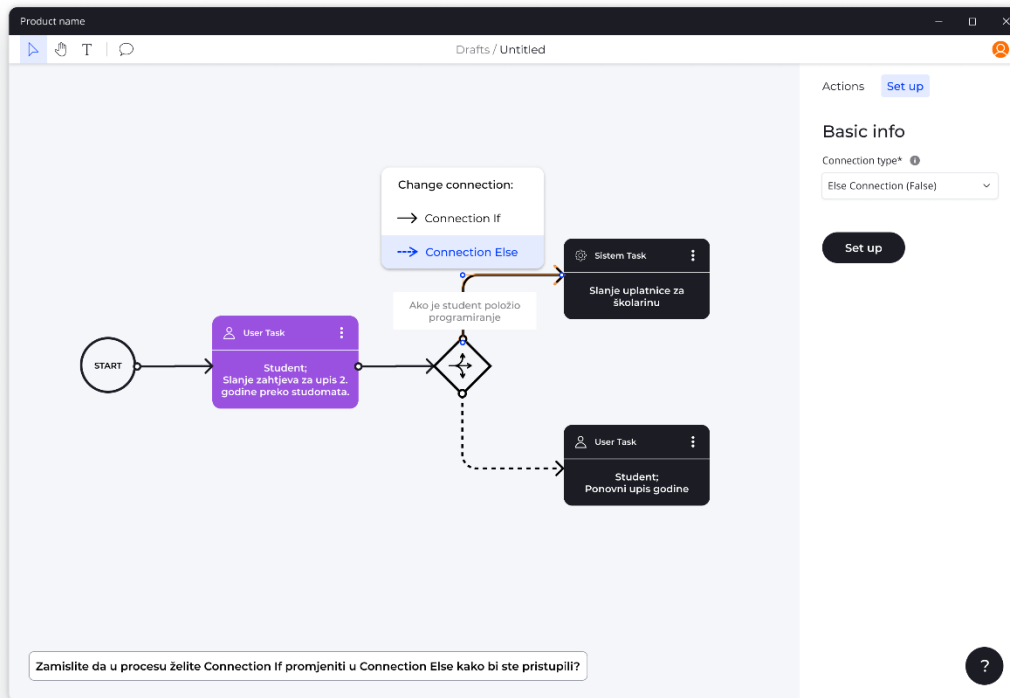 Product name
T
Drafts / Untitled
Actions
Set up
Basic info
Connection type*
Else Connection (False)
Set up
Change connection:
Connection If
Connection Else
Sistem Task
Slanje uplatnice za
školarinu
Ako je student položio
programiranje
User Task
Student;
Slanje zahtjeva za upis 2.
godine preko studomata.
START
User Task
Student;
Ponovni upis godine
Zamislite da u procesu želite Connection If promjeniti u Connection Else kako bi ste pristupili?
?